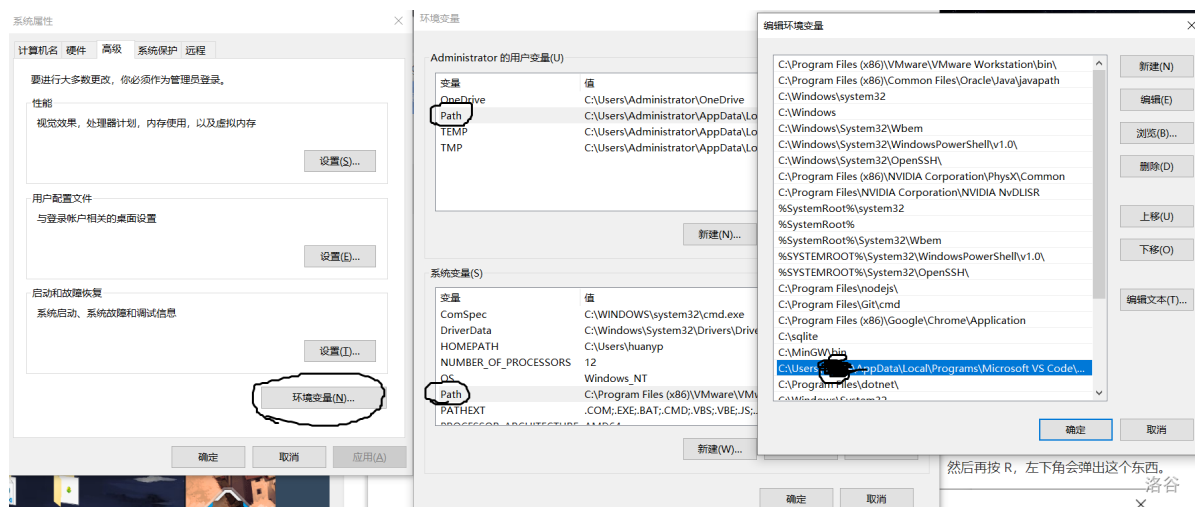 系统属性
计算机名
硬件
高级
系统保护
远程
要进行大多数更改，你必须作为管理员登录。
性能
视觉效果，处理器计划，内存使用，以及虚拟内存
设置(S)...
用户配置文件
与登录帐户相关的桌面设置
设置(E)...
启动和故障恢复
系统启动、系统故障和调试信息
设置(T)...
环境变量(N)...
确定
取消
应用(A)
环境变量
Administrator 的用户变量(U)
变量 值
OneDrive C:\Users\Administrator\OneDrive
Path C:\Users\Administrator\AppData\Lo
TEMP C:\Users\Administrator\AppData\Lo
TMP C:\Users\Administrator\AppData\Lo
新建(N)...
系统变量(S)
变量 值
ComSpec C:\WINDOWS\system32\cmd.exe
DriverData C:\Windows\System32\Drivers\Drive
HOMEPATH C:\Users\huanyp
NUMBER_OF_PROCESSORS 12
OS Windows_NT
Path C:\Program Files (x86)\VMware\VM
PATHEXT .COM;.EXE;.BAT;.CMD;.VBS;.VBE;.JS;.
PROCESSOR_ARCHITECTURE AMD64
新建(W)...
确定
取消
编辑环境变量
C:\Program Files (x86)\VMware\VMware Workstation\bin\
C:\Program Files (x86)\Common Files\Oracle\Java\javapath
C:\Windows\system32
C:\Windows
C:\Windows\System32\Wbem
C:\Windows\System32\WindowsPowerShell\v1.0\
C:\Windows\System32\OpenSSH\
C:\Program Files (x86)\NVIDIA Corporation\PhysX\Common
C:\Program Files\NVIDIA Corporation\NVIDIA NvDLISR
%SystemRoot%\system32
%SystemRoot%
%SystemRoot%\System32\Wbem
%SYSTEMROOT%\System32\WindowsPowerShell\v1.0\
%SYSTEMROOT%\System32\OpenSSH\
C:\Program Files\nodejs\
C:\Program Files\Git\cmd
C:\Program Files (x86)\Google\Chrome\Application
C:\sqlite
C:\MinGW\bin
C:\Users \AppData\Local\Programs\Microsoft VS Code\...
C:\Program Files\dotnet\
C:\Windows\System32
新建(N)
编辑(E)
浏览(B)...
删除(D)
上移(U)
下移(O)
编辑文本(T)...
确定
取消
然后再按 R，左下角会弹出这个东西。
洛谷